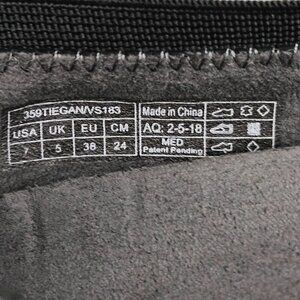 359TIEGAN/VS163
USA UK EU CM
7 5 38 24
Made in China
AQ: 2-5-18
MED
Patent Pending